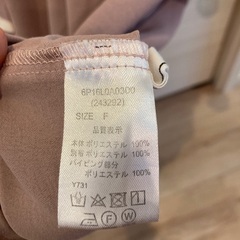 6P10L0A0300
(243292)
SIZE F
品質表示
本体 ポリエステル 100%
別布 ポリエステル 100%
パイピング部分
ポリエステル 100%
Y731
F W